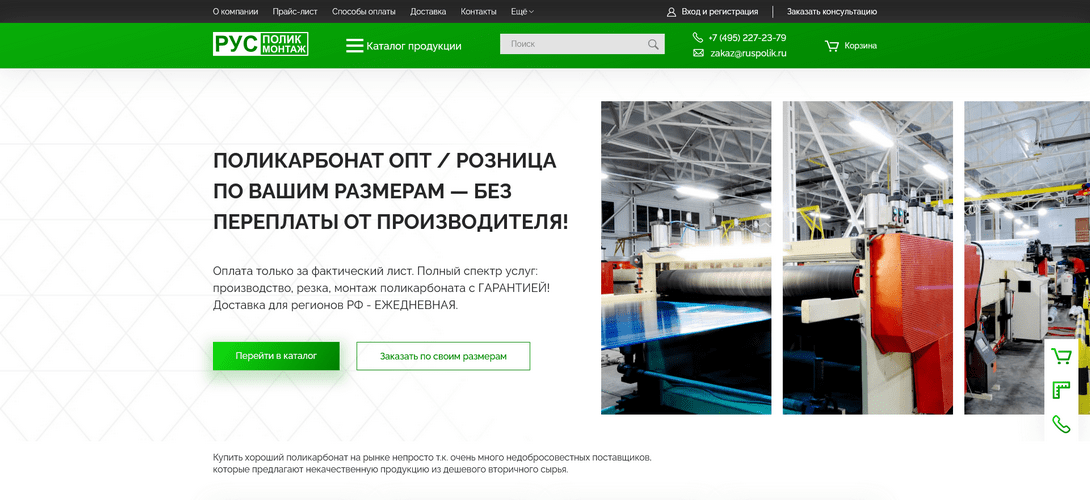 О компании Прайс-лист Способы оплаты Доставка Контакты Ещё Вход и регистрация Заказать консультацию
РУС ПОЛИК МОНТАЖ
Каталог продукции
Поиск
+7 (495) 227-23-79
zakaz@ruspolik.ru
Корзина
ПОЛИКАРБОНАТ ОПТ / РОЗНИЦА
ПО ВАШИМ РАЗМЕРАМ — БЕЗ
ПЕРЕПЛАТЫ ОТ ПРОИЗВОДИТЕЛЯ!
Оплата только за фактический лист. Полный спектр услуг:
производство, резка, монтаж поликарбоната с ГАРАНТИЕЙ!
Доставка для регионов РФ - ЕЖЕДНЕВНАЯ.
Перейти в каталог
Заказать по своим размерам
Купить хороший поликарбонат на рынке непросто т.к. очень много недобросовестных поставщиков,
которые предлагают некачественную продукцию из дешевого вторичного сырья.